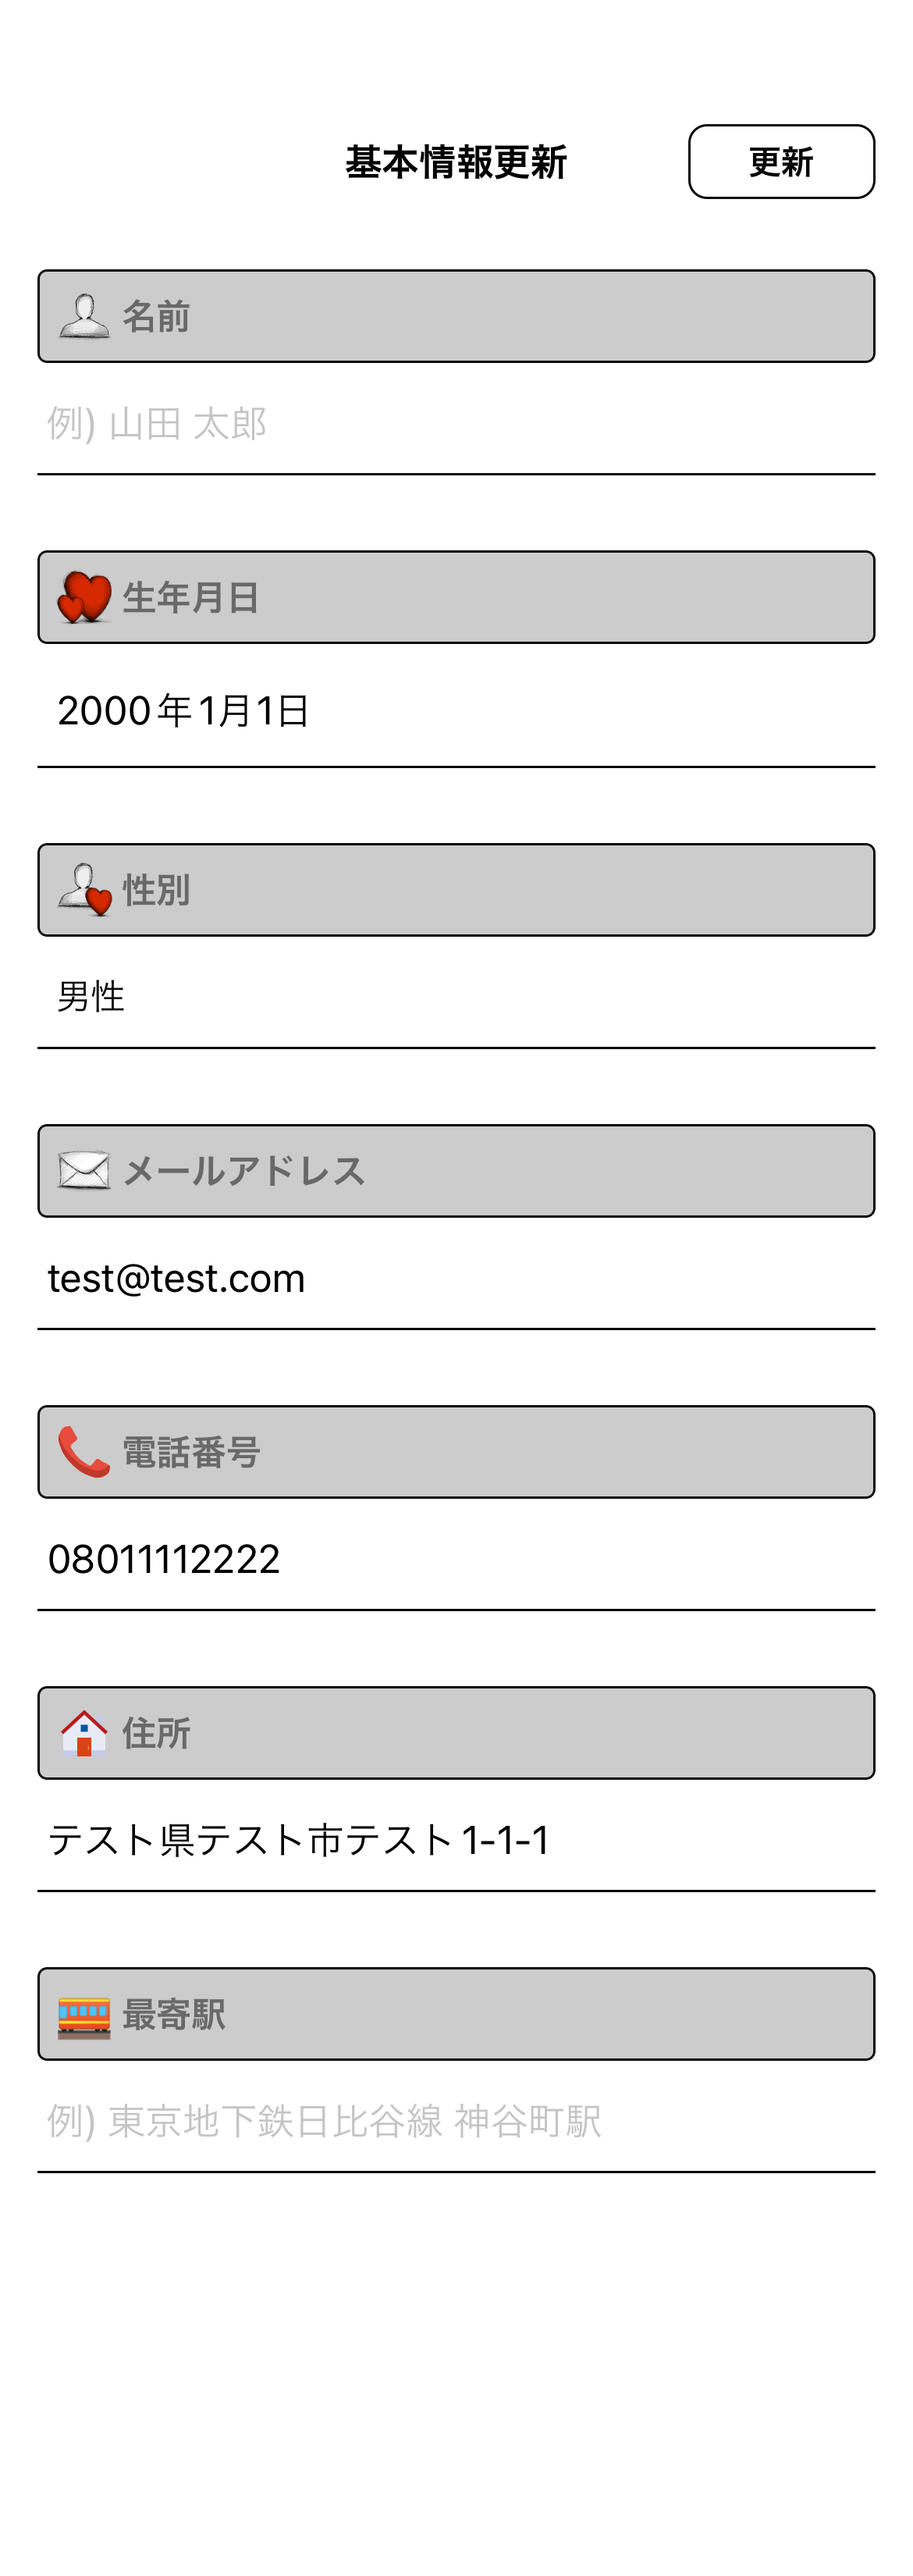 基本情報更新
更新
名前
例) 山田 太郎
生年月日
2000年1月1日
性別
男性
メールアドレス
test@test.com
電話番号
08011112222
住所
テスト県テスト市テスト1-1-1
最寄駅
例) 東京地下鉄日比谷線 神谷町駅